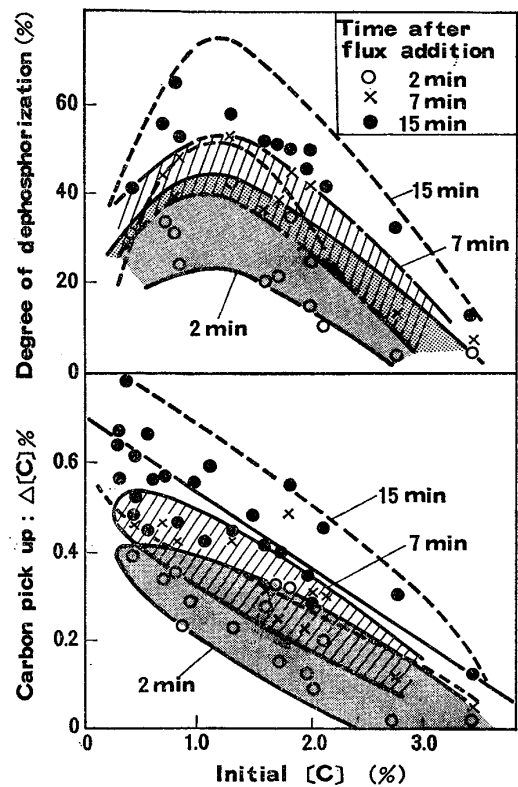 Time after
flux addition
2 min
7 min
15 min
Degree of dephosphorization(%)
60
40
20
0
15 min
7 min
2 min
Carbon pick up : Δ[C]%
0.6
0.4
0.2
0
15 min
7 min
2 min
0 1.0 2.0 3.0
Initial [C] (%)